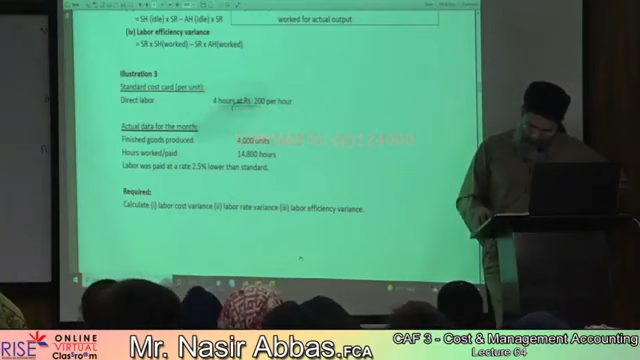 = SH (idle) x SR – AH (idle) x SR
worked for actual output
(iv) Labor efficiency variance
= SR x SH(worked) – SR x AH(worked)
Illustration 3
Standard cost card (per unit):
Direct labor 4 hours at Rs. 200 per hour
Actual data for the month:
Finished goods produced 4,000 units
Hours worked/paid 14,800 hours
Labor was paid at a rate 2.5% lower than standard.
Required:
Calculate (i) labor cost variance (ii) labor rate variance (iii) labor efficiency variance.
RISE ONLINE VIRTUAL Classroom
Mr. Nasir Abbas.FCA
CAF 3 - Cost & Management Accounting
Lecture 64